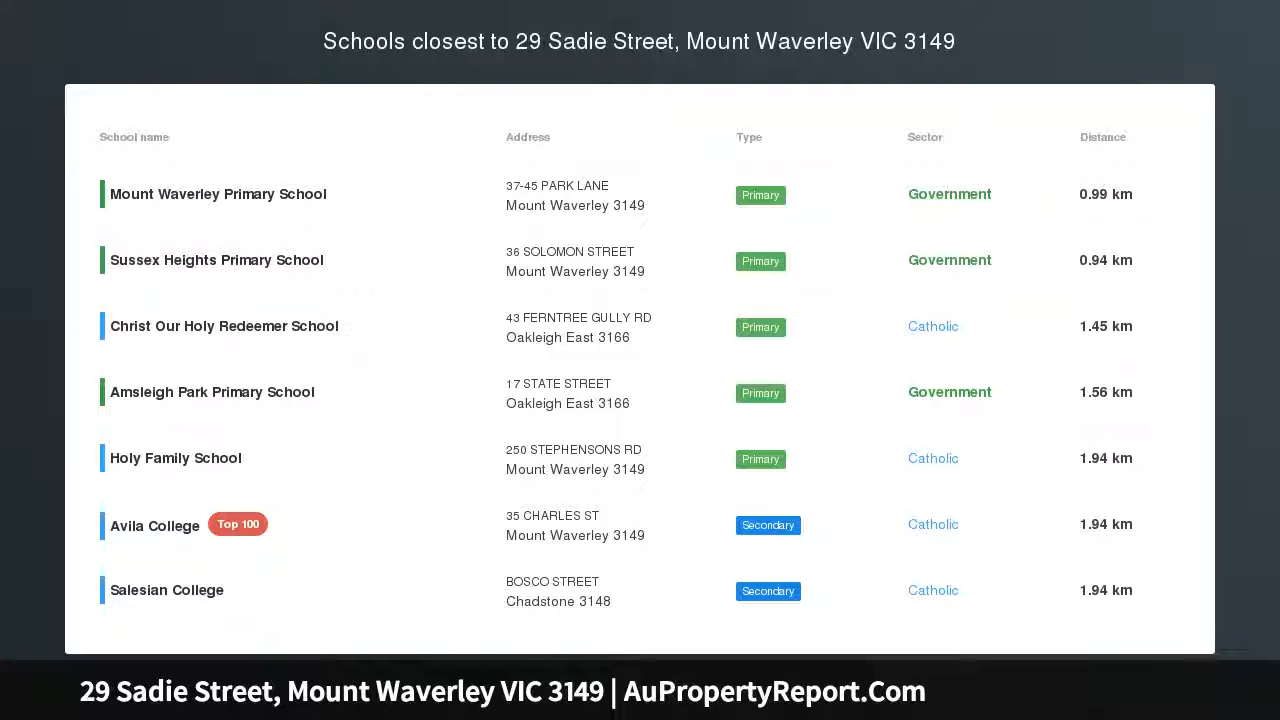 Schools closest to 29 Sadie Street, Mount Waverley VIC 3149
School name Address Type Sector Distance
Mount Waverley Primary School 37-45 PARK LANE Mount Waverley 3149 Primary Government 0.99 km
Sussex Heights Primary School 36 SOLOMON STREET Mount Waverley 3149 Primary Government 0.94 km
Christ Our Holy Redeemer School 43 FERNTREE GULLY RD Oakleigh East 3166 Primary Catholic 1.45 km
Amsleigh Park Primary School 17 STATE STREET Oakleigh East 3166 Primary Government 1.56 km
Holy Family School 250 STEPHENSONS RD Mount Waverley 3149 Primary Catholic 1.94 km
Avila College Top 100 35 CHARLES ST Mount Waverley 3149 Secondary Catholic 1.94 km
Salesian College BOSCO STREET Chadstone 3148 Secondary Catholic 1.94 km
29 Sadie Street, Mount Waverley VIC 3149 | AuPropertyReport.Com